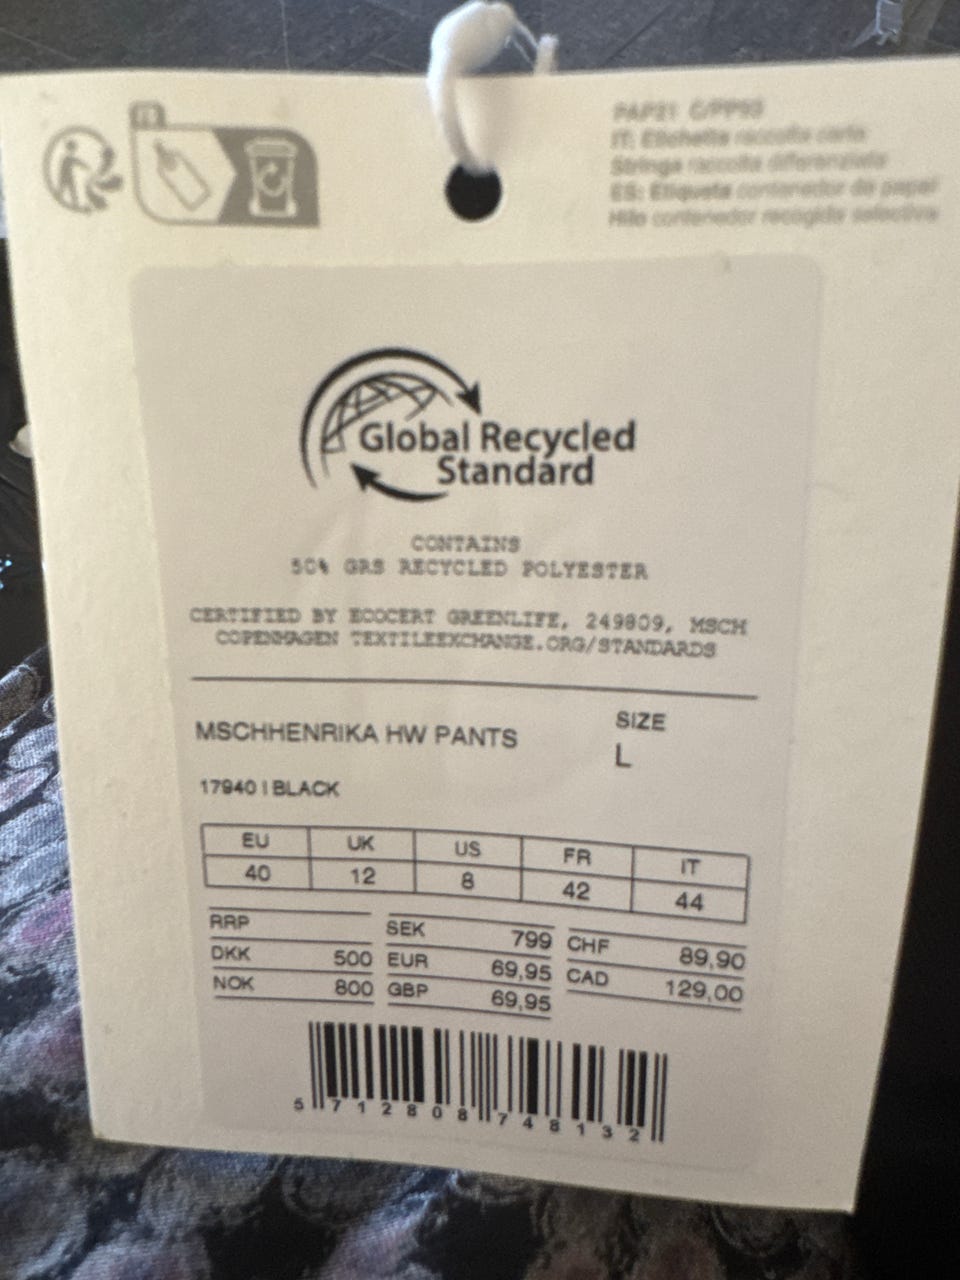 PAP21 C/PP90
IT: Etichetta raccolta carta
Stringa raccolta differenziata
ES: Etiqueta contenedor de papel
Hilo contenedor recogida selectiva
Global Recycled
Standard
CONTAINS
50% GRS RECYCLED POLYESTER
CERTIFIED BY ECOCERT GREENLIFE, 249809, MSCH
COPENHAGEN TEXTILEEXCHANGE.ORG/STANDARDS
MSCHHENRIKA HW PANTS
SIZE
L
17940 | BLACK
EU UK US FR IT
40 12 8 42 44
RRP
DKK 500
NOK 800
SEK 799
EUR 69,95
GBP 69,95
CHF 89,90
CAD 129,00
5 712808 748132